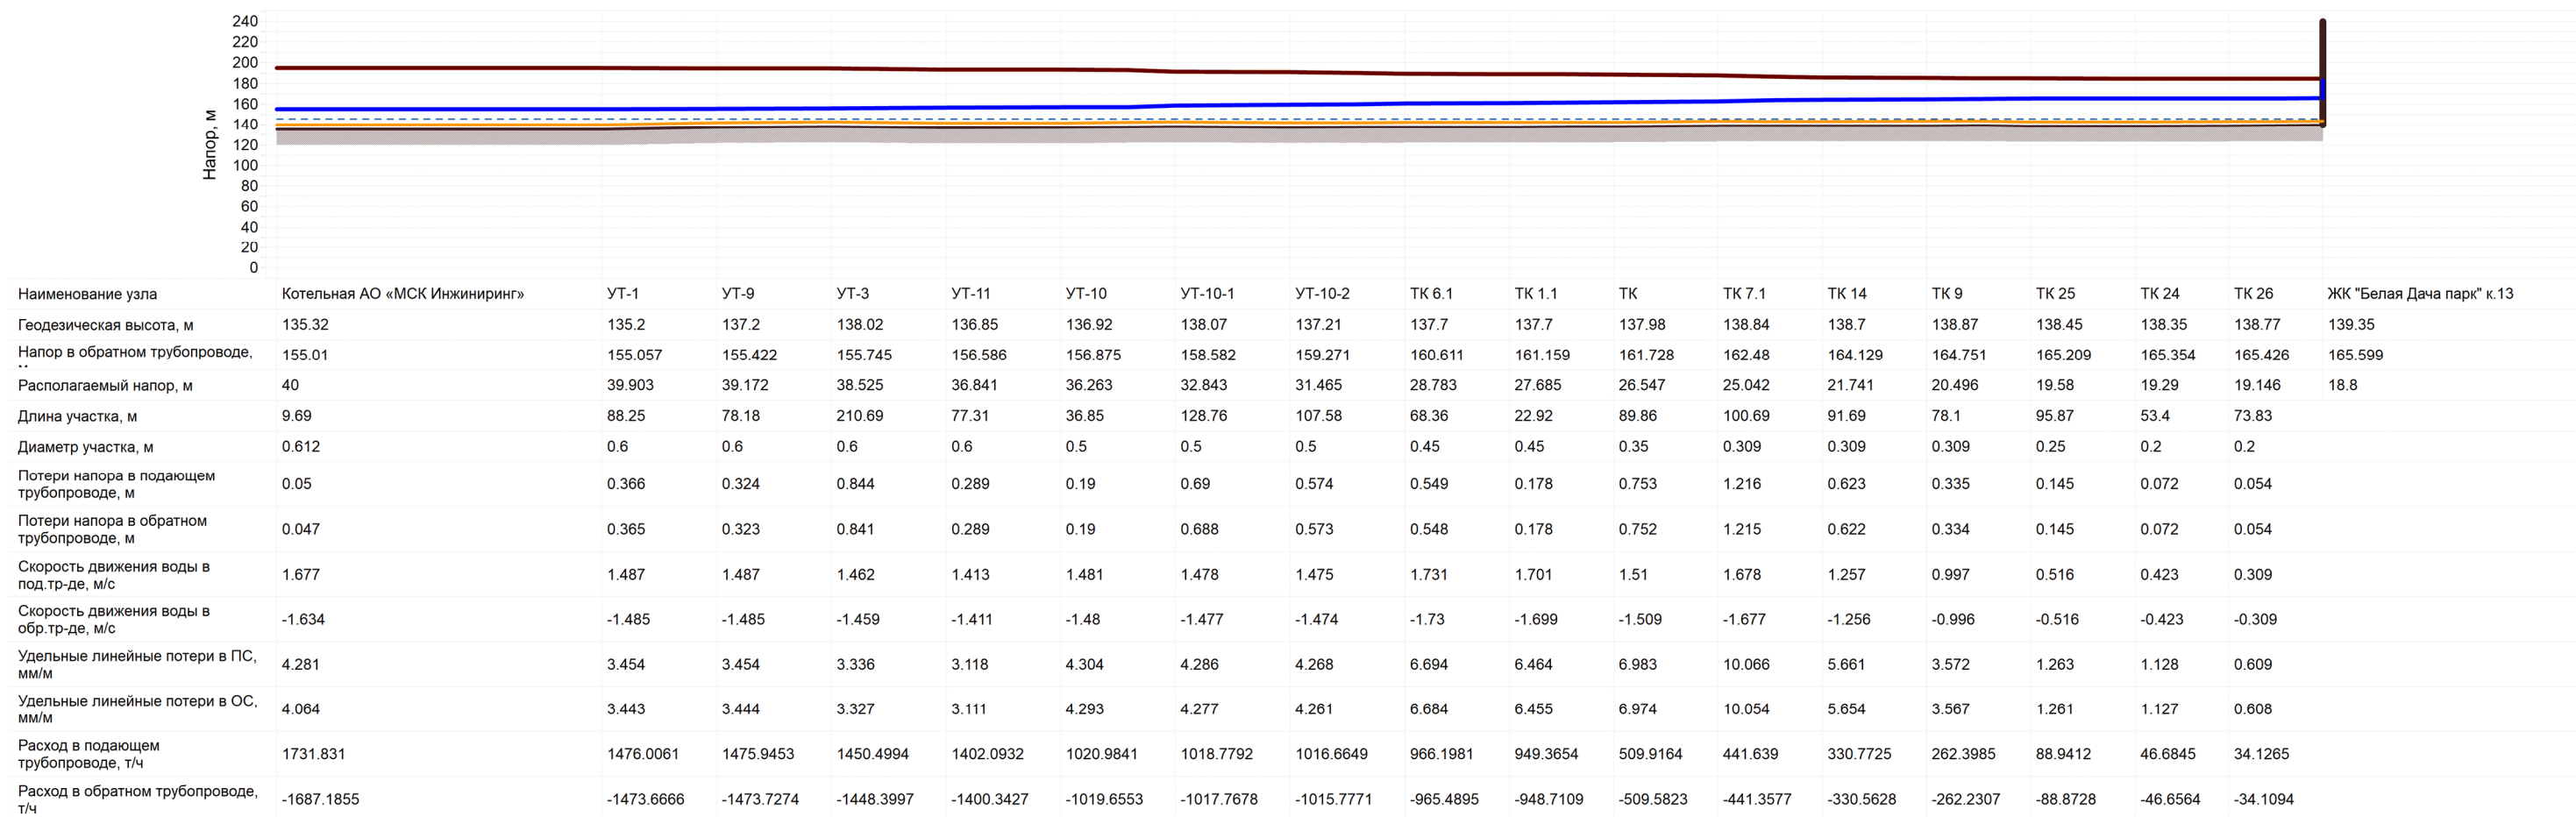 240
220
200
180
160
140
120
100
80
60
40
20
0
Напор, м
Наименование узла Котельная АО «МСК Инжиниринг» УТ-1 УТ-9 УТ-3 УТ-11 УТ-10 УТ-10-1 УТ-10-2 ТК 6.1 ТК 1.1 ТК ТК 7.1 ТК 14 ТК 9 ТК 25 ТК 24 ТК 26 ЖК "Белая Дача парк" к.13
Геодезическая высота, м 135.32 135.2 137.2 138.02 136.85 136.92 138.07 137.21 137.7 137.7 137.98 138.84 138.7 138.87 138.45 138.35 138.77 139.35
Напор в обратном трубопроводе, 155.01 155.057 155.422 155.745 156.586 156.875 158.582 159.271 160.611 161.159 161.728 162.48 164.129 164.751 165.209 165.354 165.426 165.599
Располагаемый напор, м 40 39.903 39.172 38.525 36.841 36.263 32.843 31.465 28.783 27.685 26.547 25.042 21.741 20.496 19.58 19.29 19.146 18.8
Длина участка, м 9.69 88.25 78.18 210.69 77.31 36.85 128.76 107.58 68.36 22.92 89.86 100.69 91.69 78.1 95.87 53.4 73.83
Диаметр участка, м 0.612 0.6 0.6 0.6 0.6 0.5 0.5 0.5 0.45 0.45 0.35 0.309 0.309 0.309 0.25 0.2 0.2
Потери напора в подающем
трубопроводе, м 0.05 0.366 0.324 0.844 0.289 0.19 0.69 0.574 0.549 0.178 0.753 1.216 0.623 0.335 0.145 0.072 0.054
Потери напора в обратном
трубопроводе, м 0.047 0.365 0.323 0.841 0.289 0.19 0.688 0.573 0.548 0.178 0.752 1.215 0.622 0.334 0.145 0.072 0.054
Скорость движения воды в
под.тр-де, м/с 1.677 1.487 1.487 1.462 1.413 1.481 1.478 1.475 1.731 1.701 1.51 1.678 1.257 0.997 0.516 0.423 0.309
Скорость движения воды в
обр.тр-де, м/с -1.634 -1.485 -1.485 -1.459 -1.411 -1.48 -1.477 -1.474 -1.73 -1.699 -1.509 -1.677 -1.256 -0.996 -0.516 -0.423 -0.309
Удельные линейные потери в ПС,
мм/м 4.281 3.454 3.454 3.336 3.118 4.304 4.286 4.268 6.694 6.464 6.983 10.066 5.661 3.572 1.263 1.128 0.609
Удельные линейные потери в ОС,
мм/м 4.064 3.443 3.444 3.327 3.111 4.293 4.277 4.261 6.684 6.455 6.974 10.054 5.654 3.567 1.261 1.127 0.608
Расход в подающем
трубопроводе, т/ч 1731.831 1476.0061 1475.9453 1450.4994 1402.0932 1020.9841 1018.7792 1016.6649 966.1981 949.3654 509.9164 441.639 330.7725 262.3985 88.9412 46.6845 34.1265
Расход в обратном трубопроводе,
т/ч -1687.1855 -1473.6666 -1473.7274 -1448.3997 -1400.3427 -1019.6553 -1017.7678 -1015.7771 -965.4895 -948.7109 -509.5823 -441.3577 -330.5628 -262.2307 -88.8728 -46.6564 -34.1094